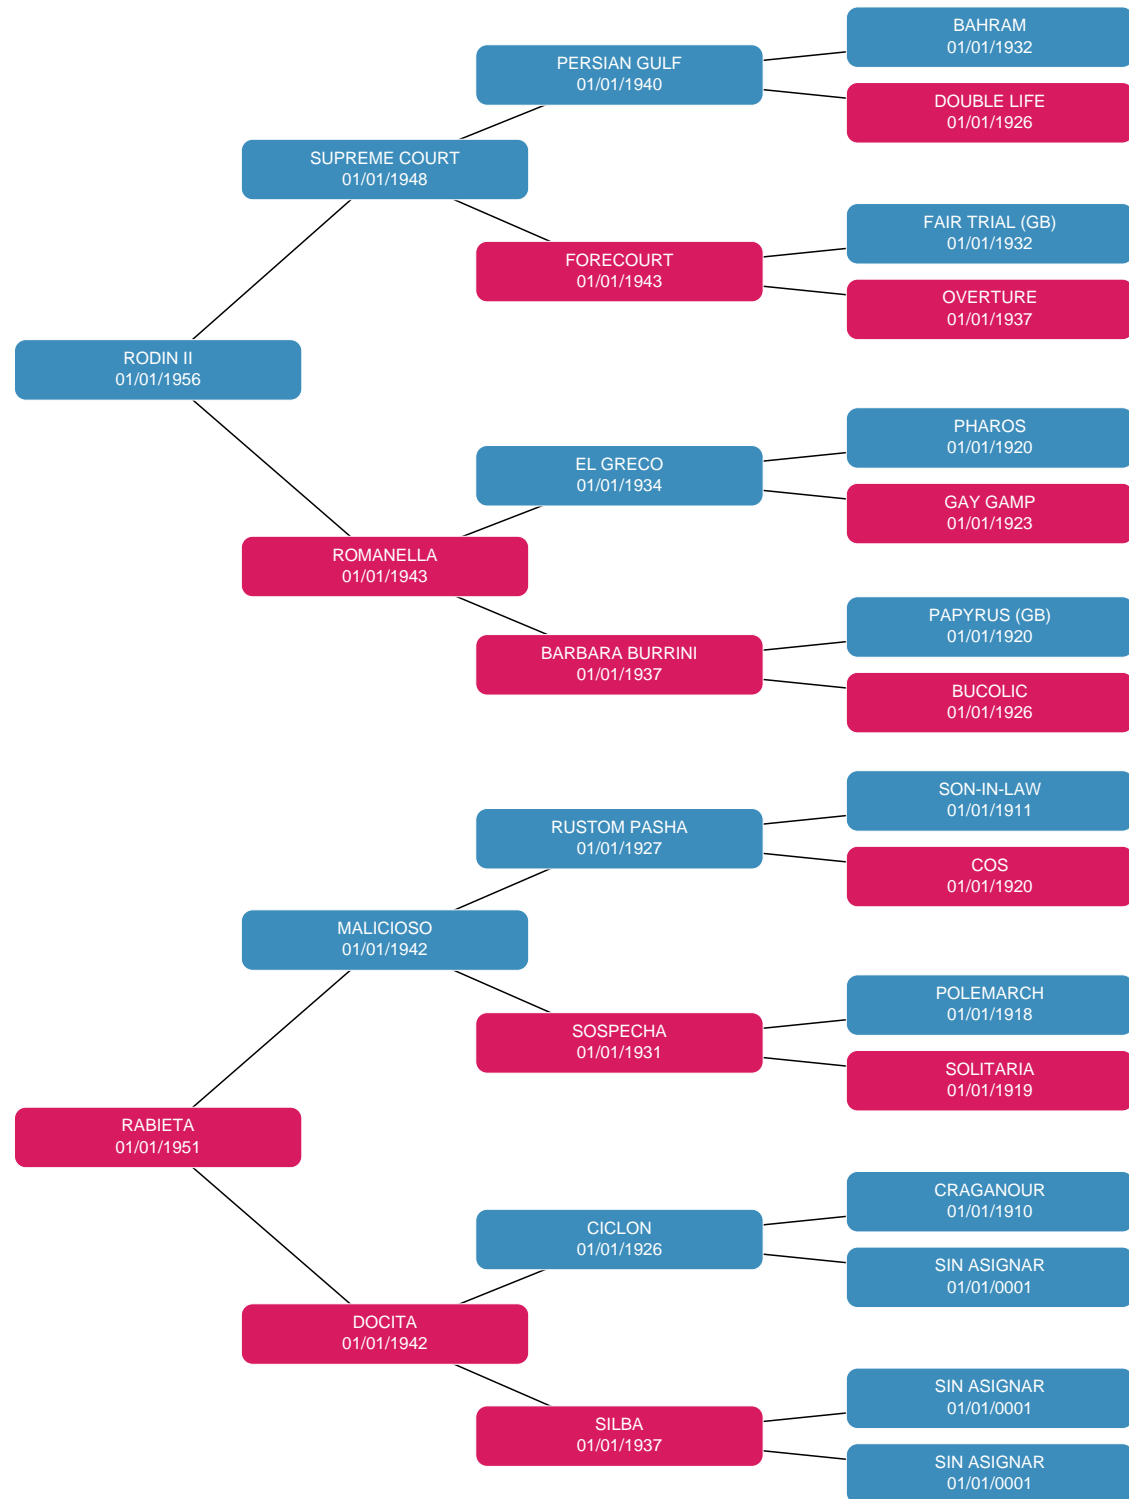 BAHRAM
01/01/1932
PERSIAN GULF
01/01/1940
DOUBLE LIFE
01/01/1926
SUPREME COURT
01/01/1948
FAIR TRIAL (GB)
01/01/1932
FORECOURT
01/01/1943
OVERTURE
01/01/1937
RODIN II
01/01/1956
PHAROS
01/01/1920
EL GRECO
01/01/1934
GAY GAMP
01/01/1923
ROMANELLA
01/01/1943
PAPYRUS (GB)
01/01/1920
BARBARA BURRINI
01/01/1937
BUCOLIC
01/01/1926
SON-IN-LAW
01/01/1911
RUSTOM PASHA
01/01/1927
COS
01/01/1920
MALICIOSO
01/01/1942
POLEMARCH
01/01/1918
SOSPECHA
01/01/1931
SOLITARIA
01/01/1919
RABIETA
01/01/1951
CRAGANOUR
01/01/1910
CICLON
01/01/1926
SIN ASIGNAR
01/01/0001
DOCITA
01/01/1942
SIN ASIGNAR
01/01/0001
SILBA
01/01/1937
SIN ASIGNAR
01/01/0001